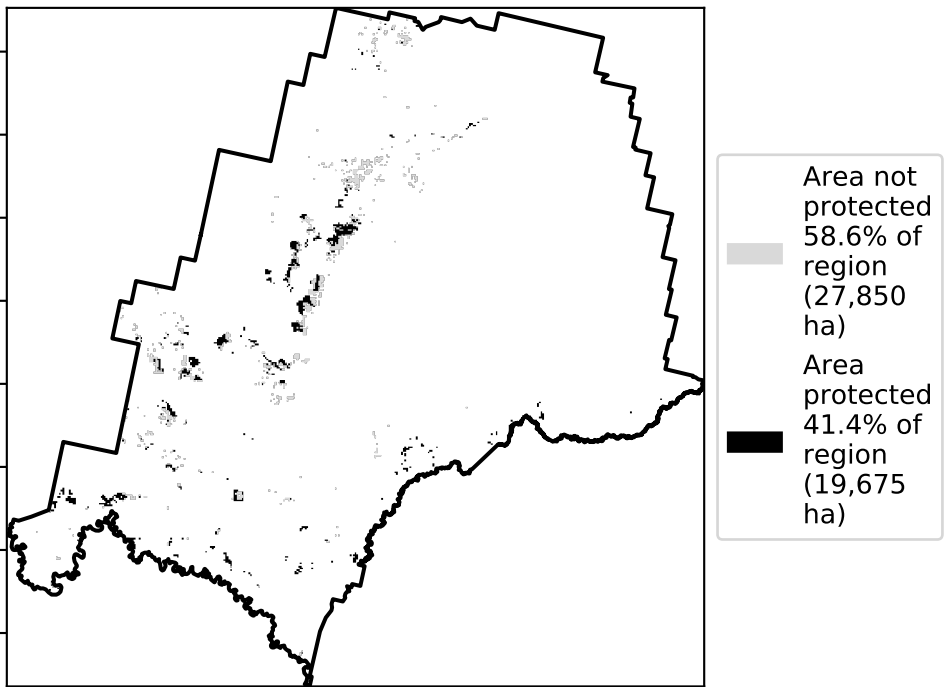 Area not
protected
58.6% of
region
(27,850
ha)
Area
protected
41.4% of
region
(19,675
ha)